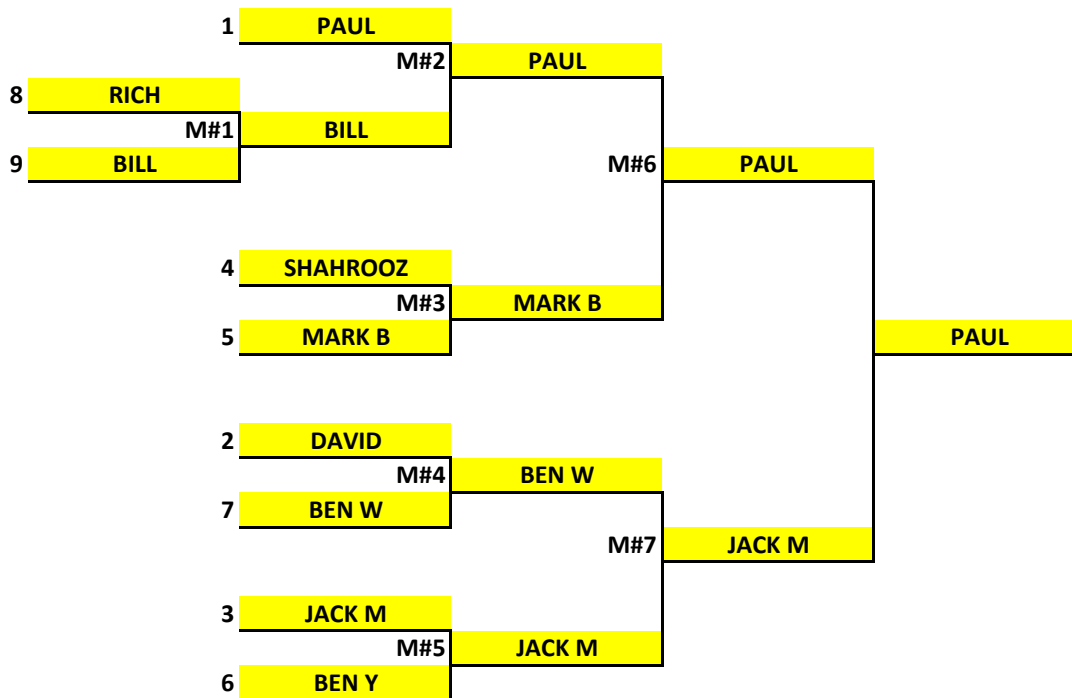 1 PAUL
M#2 PAUL
8 RICH
M#1 BILL
9 BILL
M#6 PAUL
4 SHAHROOZ
M#3 MARK B
5 MARK B
PAUL
2 DAVID
M#4 BEN W
7 BEN W
M#7 JACK M
3 JACK M
M#5 JACK M
6 BEN Y